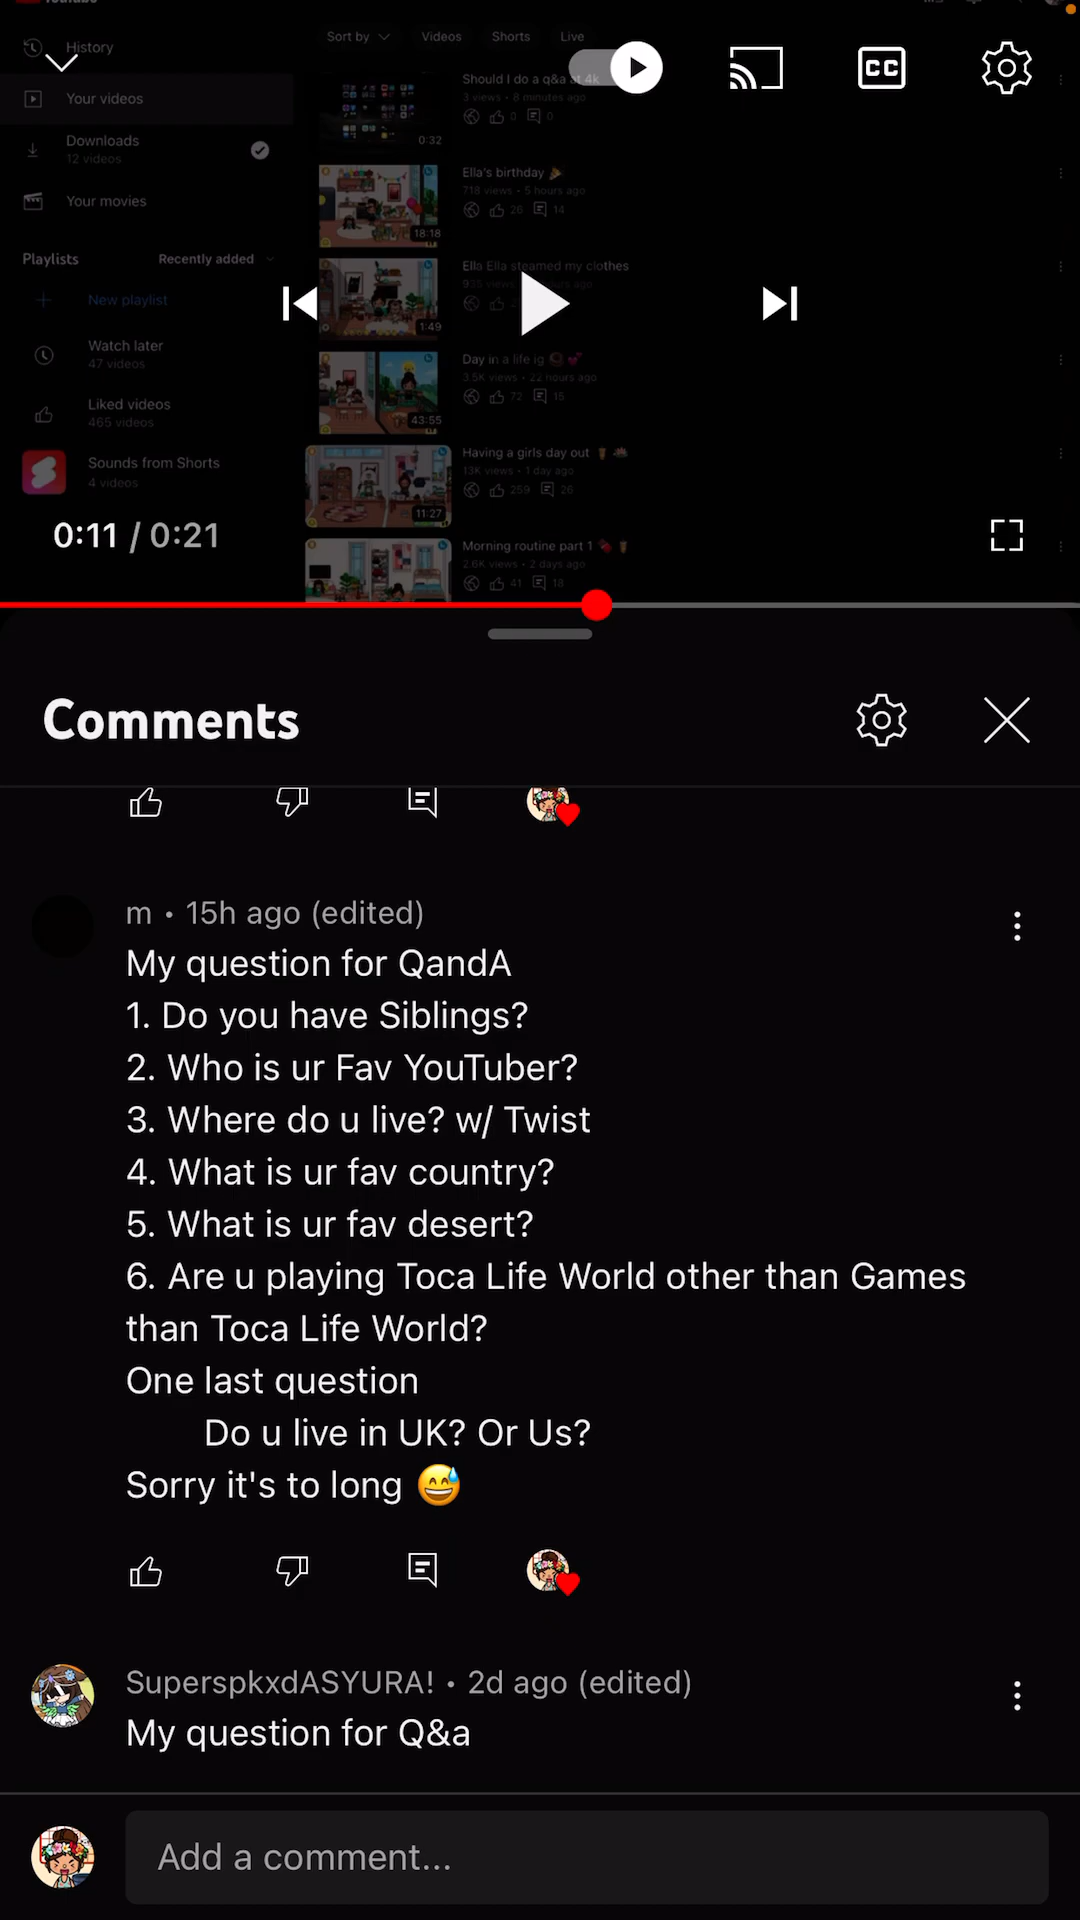 History
Sort by
Videos
Shorts
Live
Your videos
Should I do a q&a at 4k
3 views • 8 minutes ago
0
0
0:32
CC
Downloads
12 videos
Ella's birthday 🎉
718 views • 5 hours ago
26
14
18:18
Your movies
Playlists
Recently added
Ella Ella steamed my clothes
1:49
New playlist
Watch later
47 videos
Day in a life ig
3.5K views • 22 hours ago
72
15
43:55
Liked videos
465 videos
Having a girls day out
13K views • 1 day ago
259
26
11:27
Sounds from Shorts
4 videos
0:11 / 0:21
Morning routine part 1
2.6K views • 2 days ago
41
18
Comments
m • 15h ago (edited)
My question for QandA
1. Do you have Siblings?
2. Who is ur Fav YouTuber?
3. Where do u live? w/ Twist
4. What is ur fav country?
5. What is ur fav desert?
6. Are u playing Toca Life World other than Games
than Toca Life World?
One last question
Do u live in UK? Or Us?
Sorry it's to long 😅
SuperspkxdASYURA! • 2d ago (edited)
My question for Q&a
Add a comment...